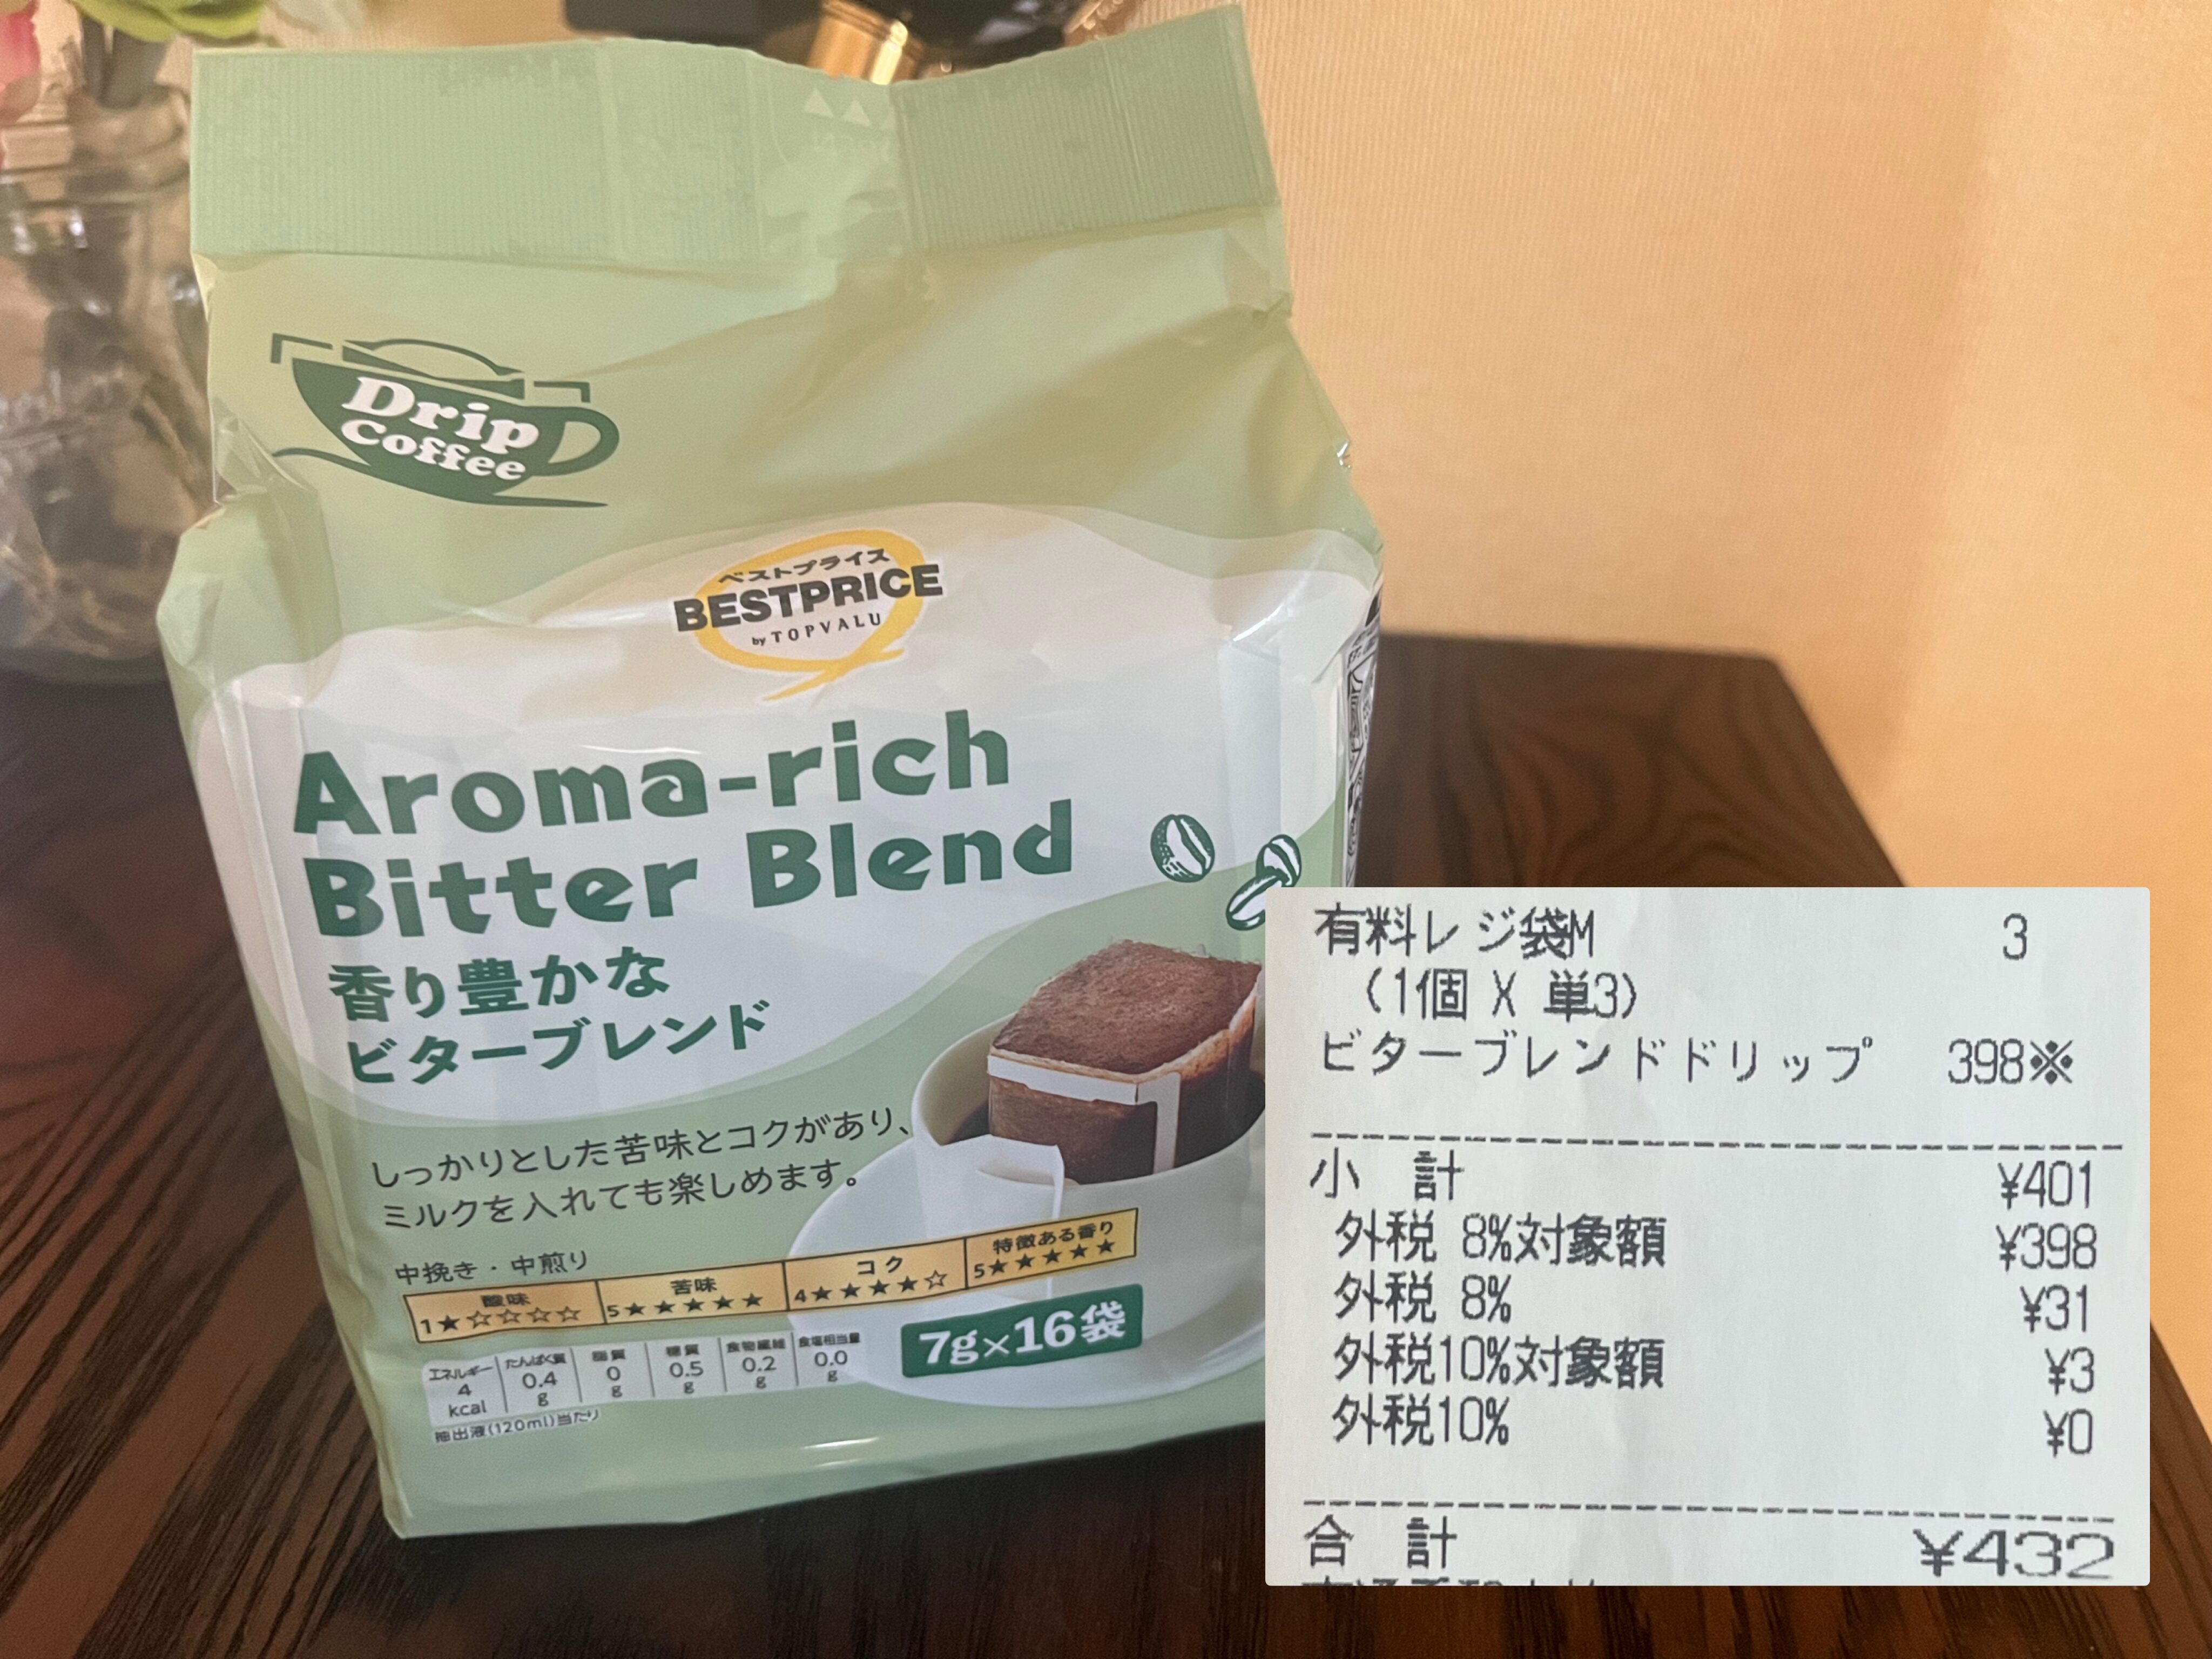 Drip
Coffee
ベストプライス
BESTPRICE
by TOPVALU
Aroma-rich
Bitter Blend
香り豊かな
ビターブレンド
しっかりとした苦味とコクがあり、
ミルクを入れても楽しめます。
中挽き・中煎り
酸味 苦味 コク 特徴ある香り
1★☆☆☆☆ 5★★★★★ 4★★★★☆ 5★★★★★
7g×16袋
エネルギー たんぱく質 脂質 糖質 食物繊維 食塩相当量
4 0.4 0 0.5 0.2 0.0
kcal g g g g g
抽出液(120ml)当たり
有料レジ袋M 3
(1個 X 単3)
ビターブレンドドリップ 398※
小 計 ¥401
外税 8%対象額 ¥398
外税 8% ¥31
外税10%対象額 ¥3
外税10% ¥0
合 計 ¥432